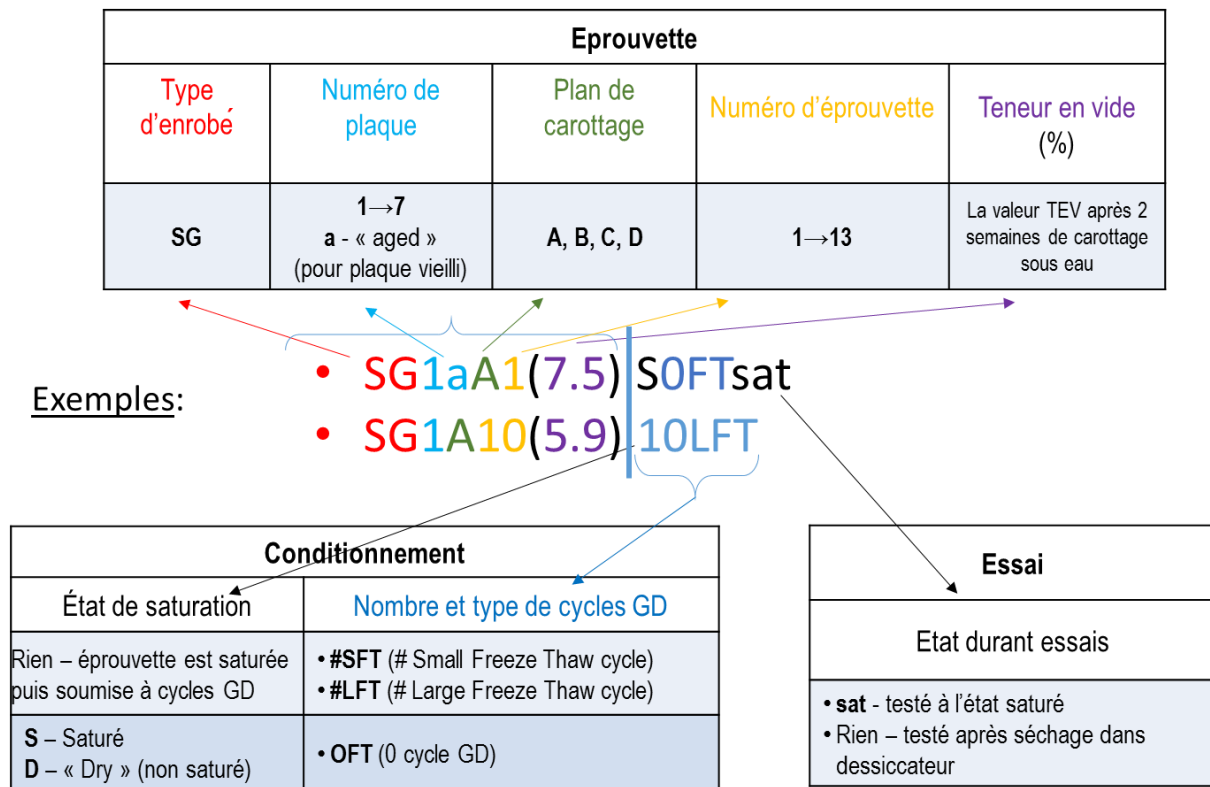 Eprouvette
Type
d'enrobé
Numéro de
plaque
Plan de
carottage
Numéro d'éprouvette
Teneur en vide
(%)
SG
1→7
a - « aged »
(pour plaque vieilli)
A, B, C, D
1→13
La valeur TEV après 2
semaines de carottage
sous eau
Exemples:
• SG1aA1(7.5) S0FTsat
• SG1A10(5.9) 10LFT
Conditionnement
État de saturation
Nombre et type de cycles GD
Rien – éprouvette est saturée
puis soumise à cycles GD
• #SFT (# Small Freeze Thaw cycle)
• #LFT (# Large Freeze Thaw cycle)
S – Saturé
D – « Dry » (non saturé)
• OFT (0 cycle GD)
Essai
Etat durant essais
• sat - testé à l'état saturé
• Rien – testé après séchage dans
dessiccateur